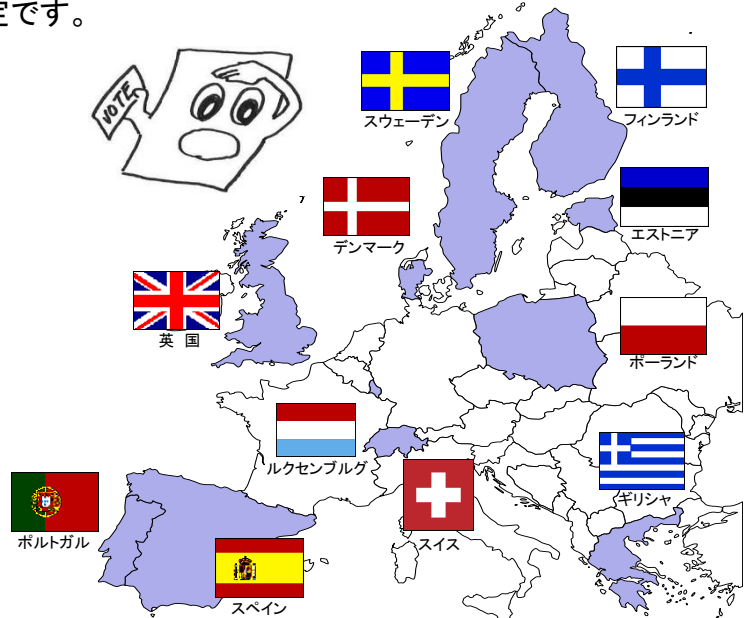 定です。
VOTE
スウェーデン
フィンランド
デンマーク
エストニア
英 国
ポーランド
ルクセンブルグ
ギリシャ
ポルトガル
スイス
スペイン